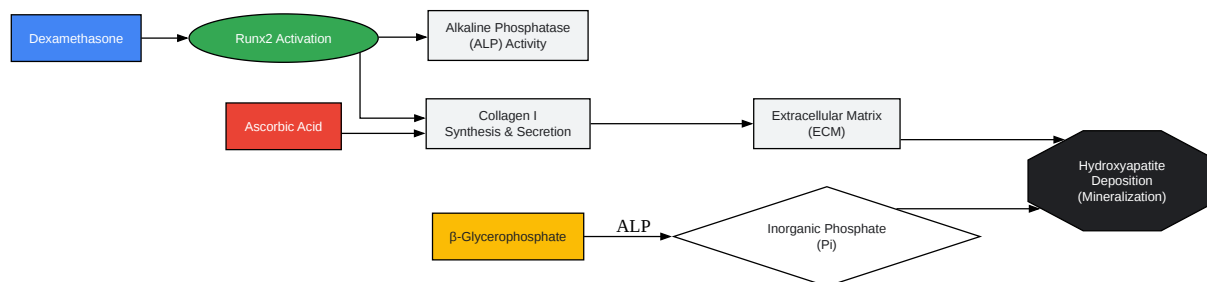 Dexamethasone
Runx2 Activation
Alkaline Phosphatase
(ALP) Activity
Ascorbic Acid
Collagen I
Synthesis & Secretion
Extracellular Matrix
(ECM)
Hydroxyapatite
Deposition
(Mineralization)
β-Glycerophosphate
ALP
Inorganic Phosphate
(Pi)